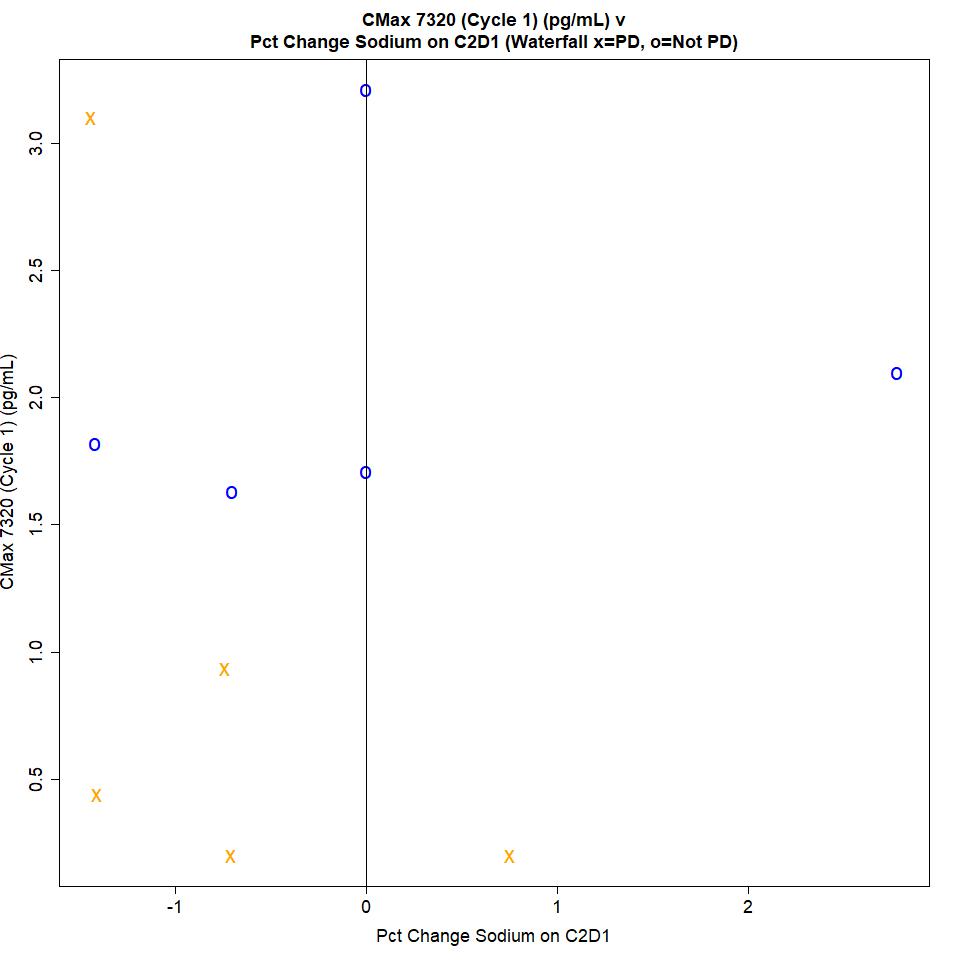 CMax 7320 (Cycle 1) (pg/mL) v
Pct Change Sodium on C2D1 (Waterfall x=PD, o=Not PD)
CMax 7320 (Cycle 1) (pg/mL)
3.0
2.5
2.0
1.5
1.0
0.5
O
X
O
O
O
O
X
X
X
X
-1
0
1
2
Pct Change Sodium on C2D1